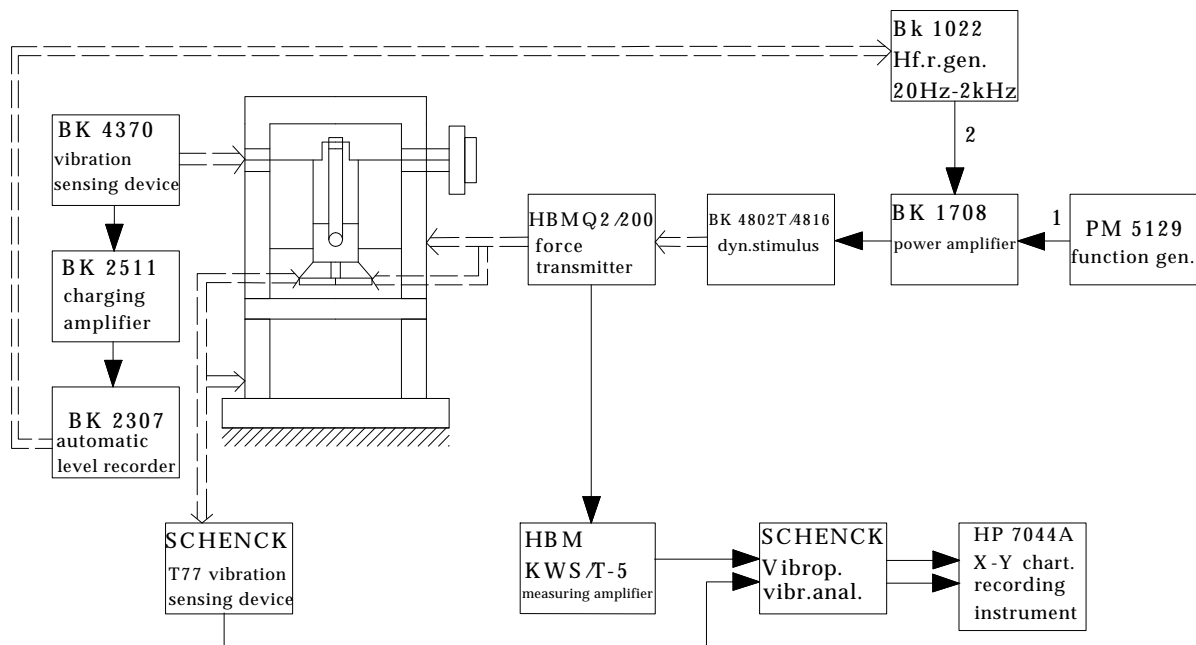 Bk 1022
Hf.r.gen.
20Hz-2kHz
BK 4370
vibration
sensing device
2
HBMQ2/200
force
transmitter
BK 4802T/4816
dyn.stimulus
BK 1708
power amplifier
1
PM 5129
function gen.
BK 2511
charging
amplifier
BK 2307
automatic
level recorder
SCHENCK
T77 vibration
sensing device
HBM
KWS/T-5
measuring amplifier
SCHENCK
Vibrop.
vibr.anal.
HP 7044A
X-Y chart.
recording
instrument